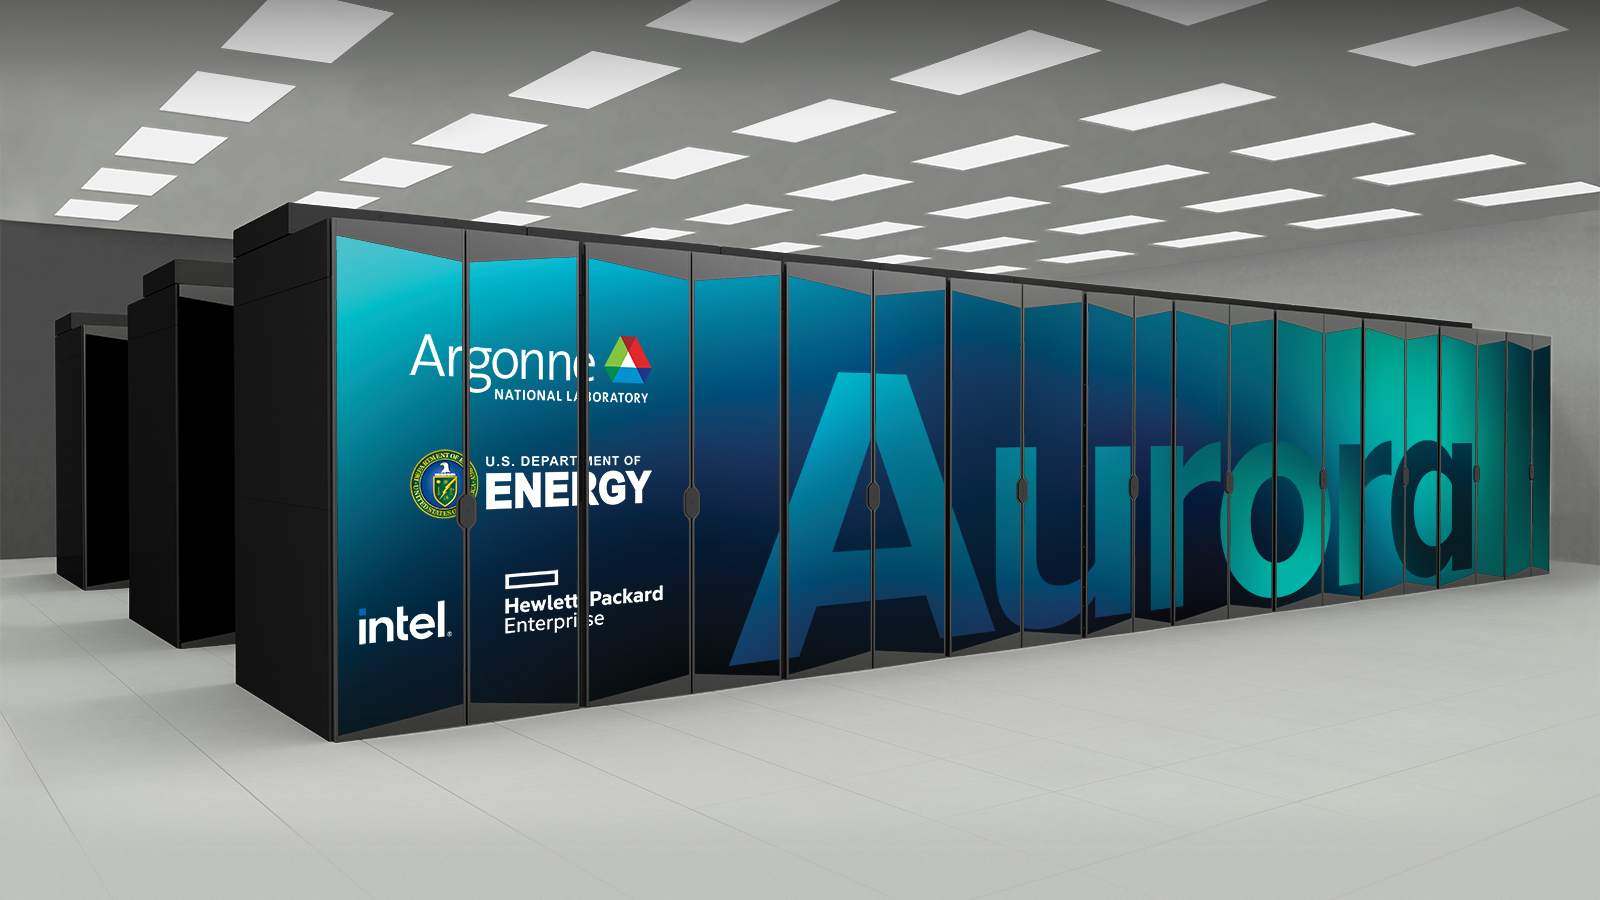 Argonne
NATIONAL LABORATORY
U.S. DEPARTMENT OF
ENERGY
intel.
Hewlett Packard
Enterprise
Aurora